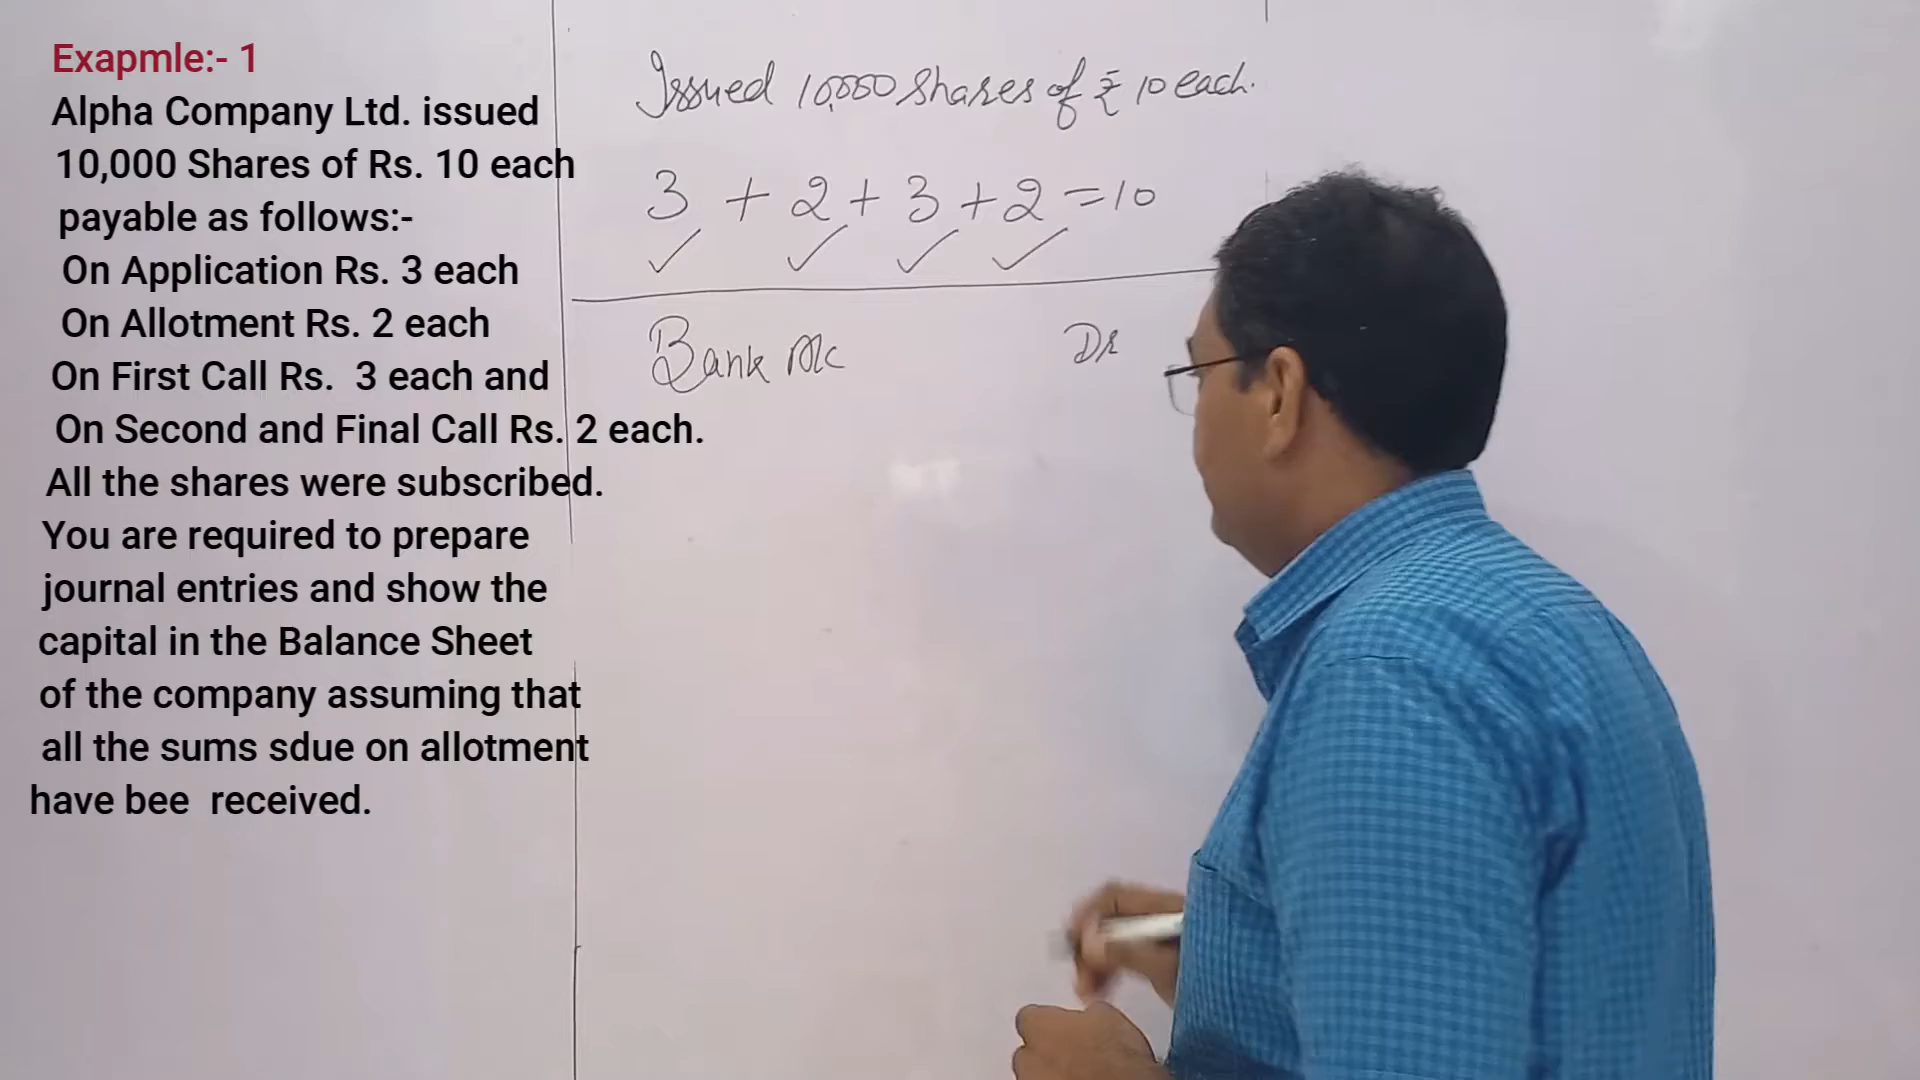 Exapmle:- 1
Alpha Company Ltd. issued
10,000 Shares of Rs. 10 each
payable as follows:-
On Application Rs. 3 each
On Allotment Rs. 2 each
On First Call Rs. 3 each and
On Second and Final Call Rs. 2 each.
All the shares were subscribed.
You are required to prepare
journal entries and show the
capital in the Balance Sheet
of the company assuming that
all the sums sdue on allotment
have bee received.
Issued 10,000 Shares of ₹ 10 each.
3 + 2 + 3 + 2 = 10
Bank A/c Dr